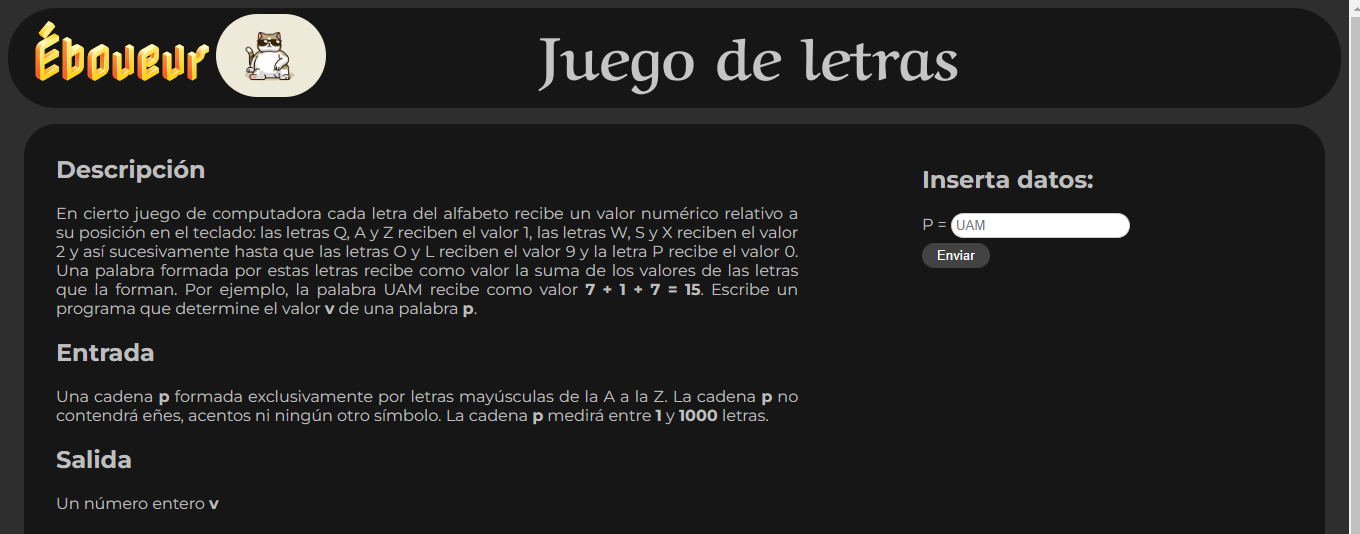 Éboueur
Juego de letras
Descripción
En cierto juego de computadora cada letra del alfabeto recibe un valor numérico relativo a
su posición en el teclado: las letras Q, A y Z reciben el valor 1, las letras W, S y X reciben el valor
2 y así sucesivamente hasta que las letras O y L reciben el valor 9 y la letra P recibe el valor 0.
Una palabra formada por estas letras recibe como valor la suma de los valores de las letras
que la forman. Por ejemplo, la palabra UAM recibe como valor 7 + 1 + 7 = 15. Escribe un
programa que determine el valor v de una palabra p.
Entrada
Una cadena p formada exclusivamente por letras mayúsculas de la A a la Z. La cadena p no
contendrá eñes, acentos ni ningún otro símbolo. La cadena p medirá entre 1 y 1000 letras.
Salida
Un número entero v
Inserta datos:
P = UAM
Enviar